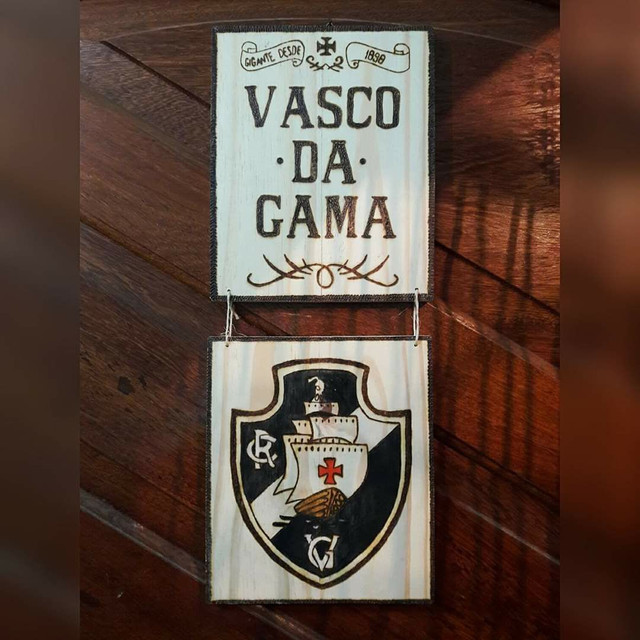 GIGANTE DESDE 1898
VASCO
·DA·
GAMA
CR
VG